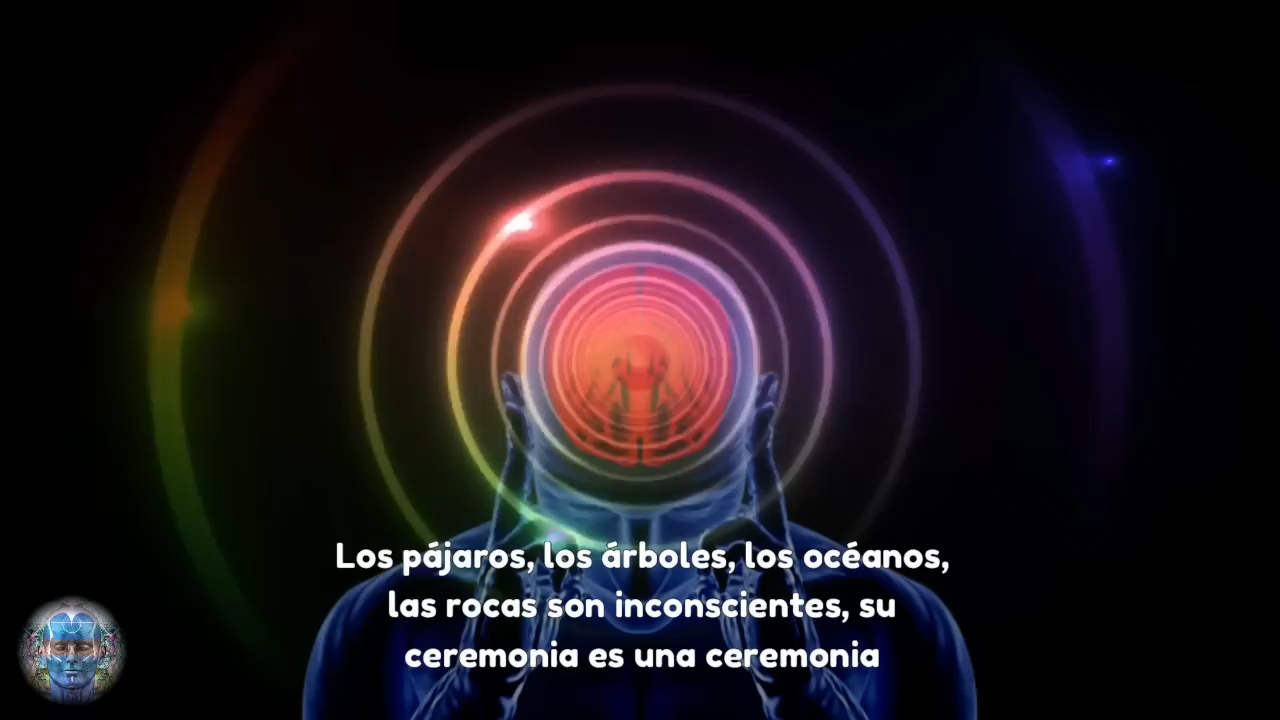 Los pájaros, los árboles, los océanos,
las rocas son inconscientes, su
ceremonia es una ceremonia